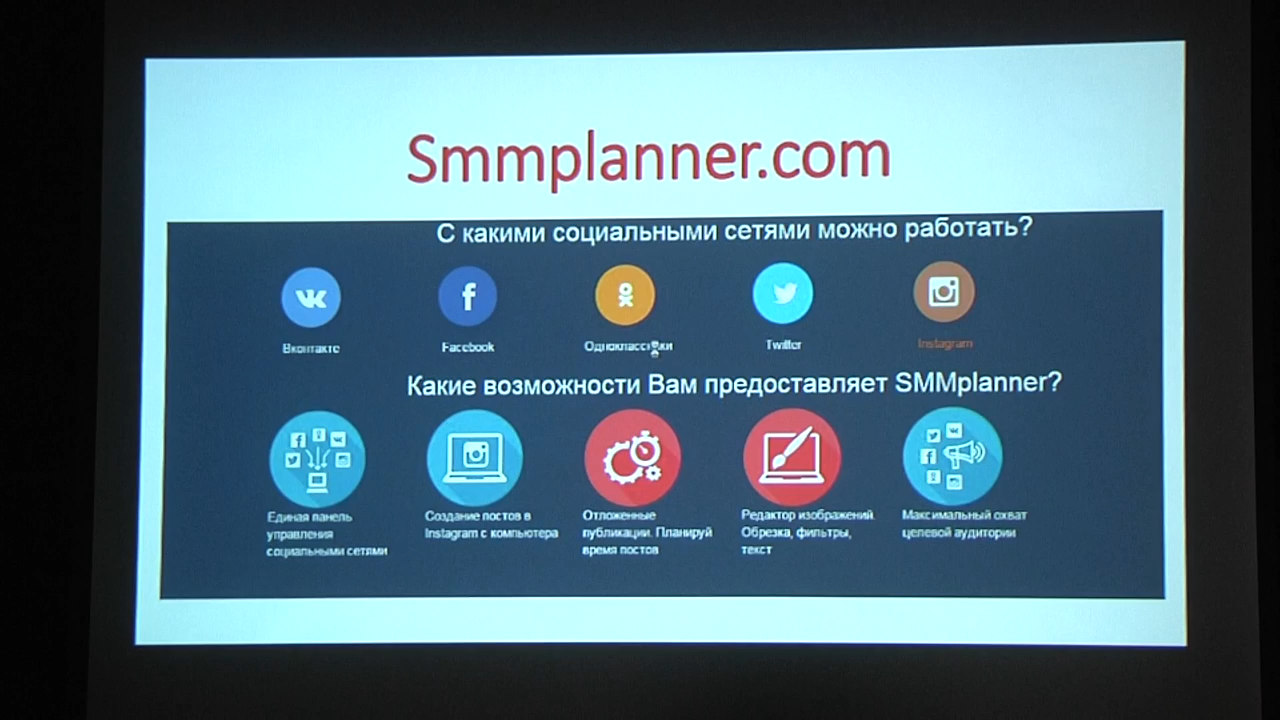 Smmplanner.com
С какими социальными сетями можно работать?
Вконтакте
Facebook
Одноклассники
Twitter
Instagram
Какие возможности Вам предоставляет SMMplanner?
Единая панель
управления
социальными сетями
Создание постов в
Instagram с компьютера
Отложенные
публикации. Планируй
время постов
Редактор изображений.
Обрезка, фильтры,
текст
Максимальный охват
целевой аудитории